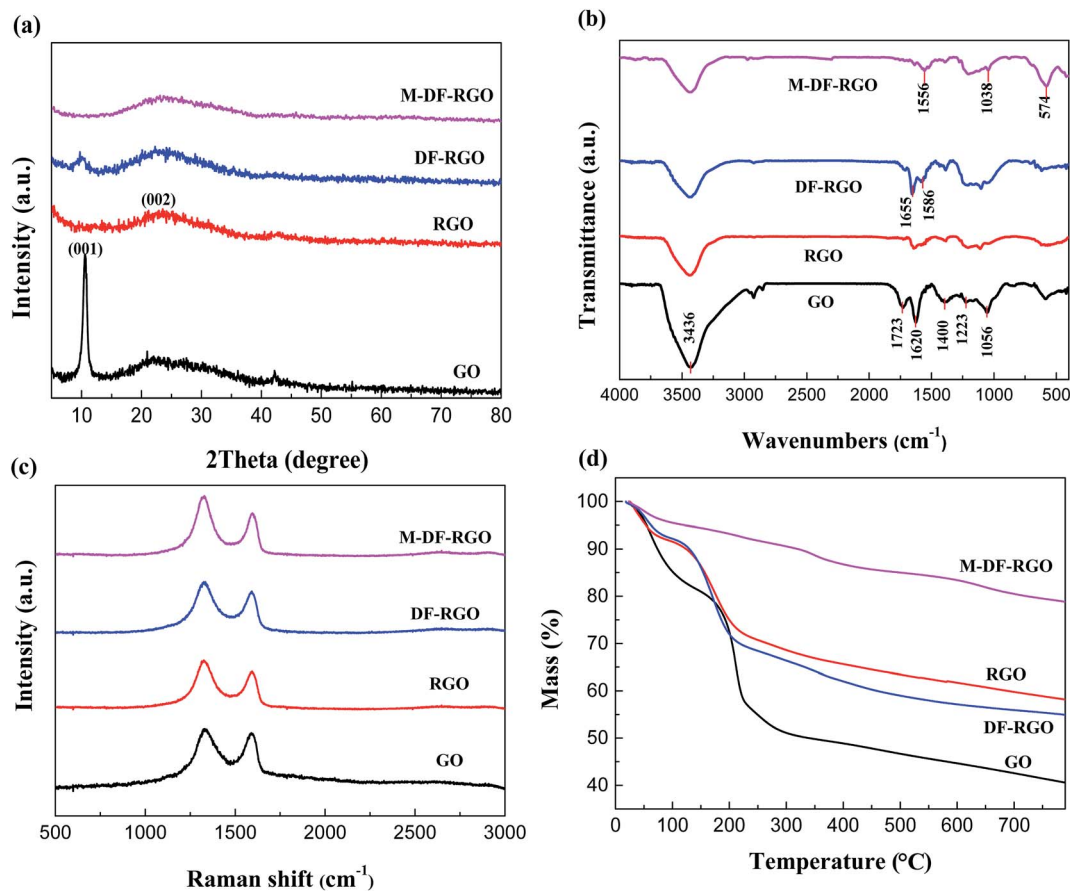 (a)
M-DF-RGO
DF-RGO
(002)
RGO
(001)
GO
10 20 30 40 50 60 70 80
2Theta (degree)
Intensity (a.u.)
(b)
M-DF-RGO
1556
1038
574
DF-RGO
1655
1586
RGO
GO
3436
1723
1620
1400
1223
1056
4000 3500 3000 2500 2000 1500 1000 500
Wavenumbers (cm-1)
Transmittance (a.u.)
(c)
M-DF-RGO
DF-RGO
RGO
GO
500 1000 1500 2000 2500 3000
Raman shift (cm-1)
Intensity (a.u.)
(d)
100
90
80
70
60
50
40
M-DF-RGO
RGO
DF-RGO
GO
0 100 200 300 400 500 600 700
Temperature (°C)
Mass (%)